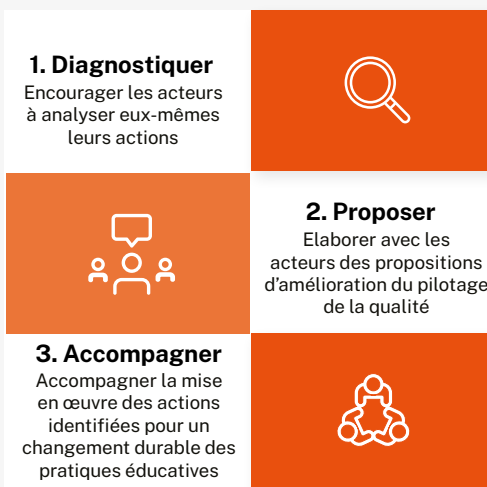 1. Diagnostiquer
Encourager les acteurs
à analyser eux-mêmes
leurs actions
2. Proposer
Elaborer avec les
acteurs des propositions
d'amélioration du pilotage
de la qualité
3. Accompagner
Accompagner la mise
en œuvre des actions
identifiées pour un
changement durable des
pratiques éducatives